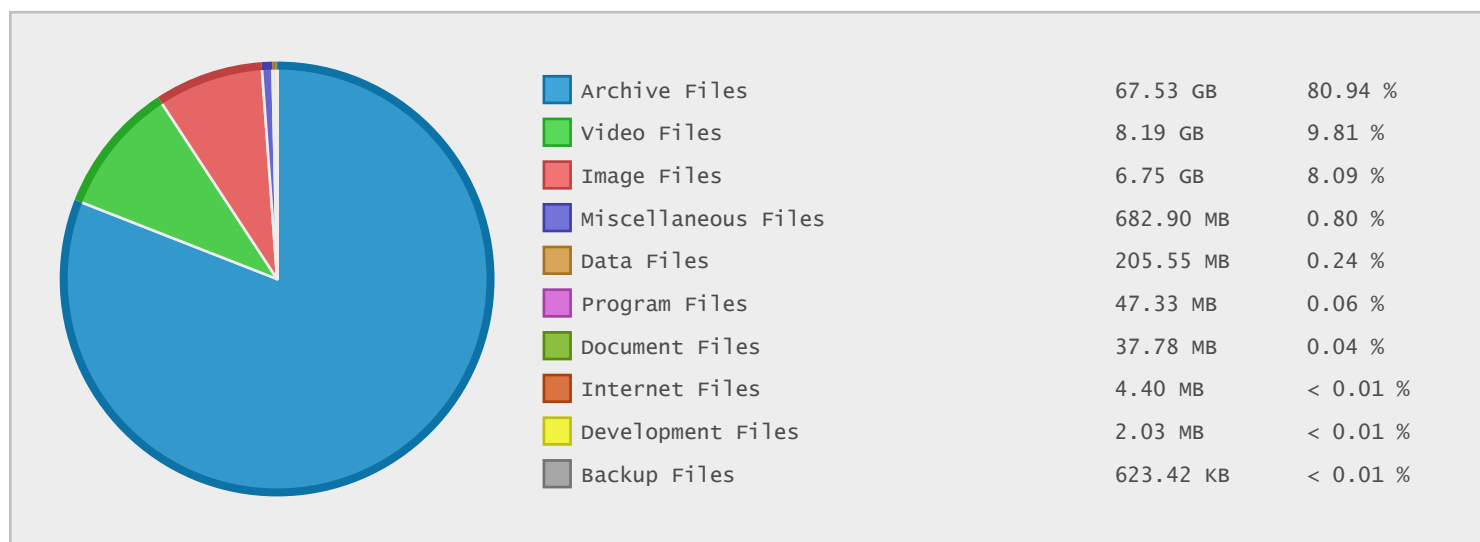 Archive Files 67.53 GB 80.94 %
Video Files 8.19 GB 9.81 %
Image Files 6.75 GB 8.09 %
Miscellaneous Files 682.90 MB 0.80 %
Data Files 205.55 MB 0.24 %
Program Files 47.33 MB 0.06 %
Document Files 37.78 MB 0.04 %
Internet Files 4.40 MB < 0.01 %
Development Files 2.03 MB < 0.01 %
Backup Files 623.42 KB < 0.01 %